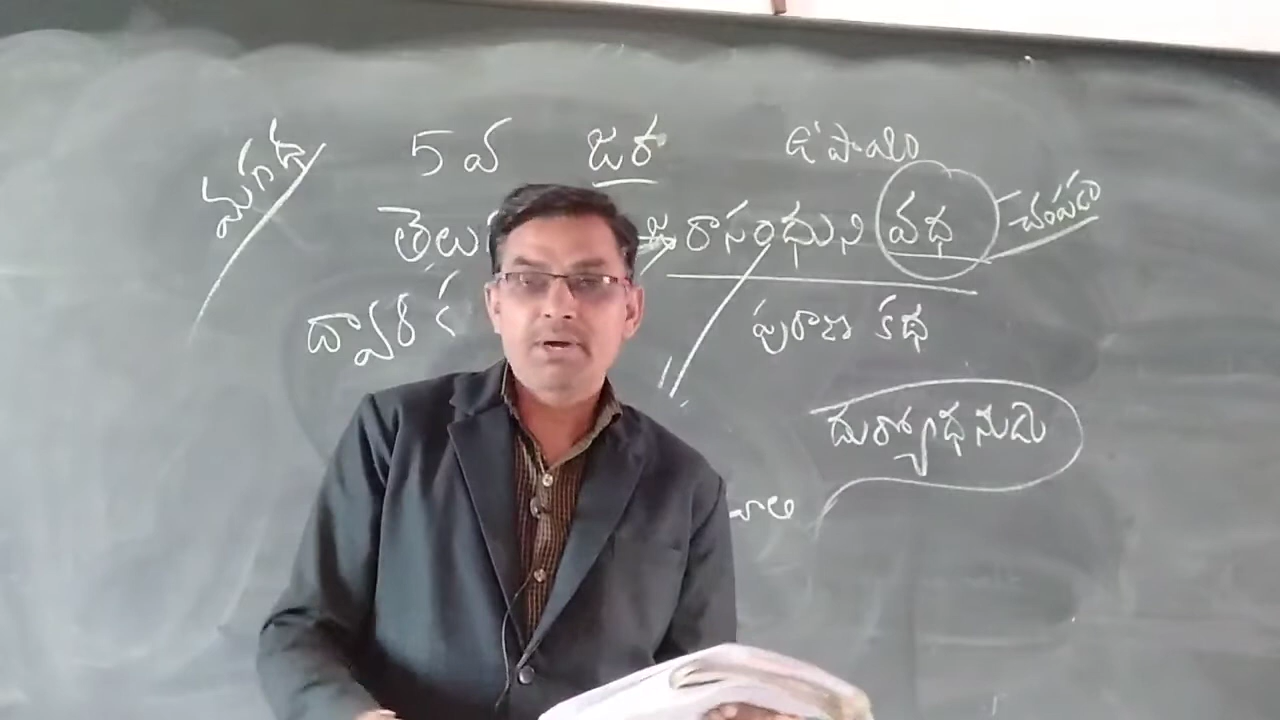 మగధ 5వ జర ఉపాయం
తెలు జరాసంధుని వధ చంపడం
ద్వారక పురాణ కథ
దుర్యోధనుడు